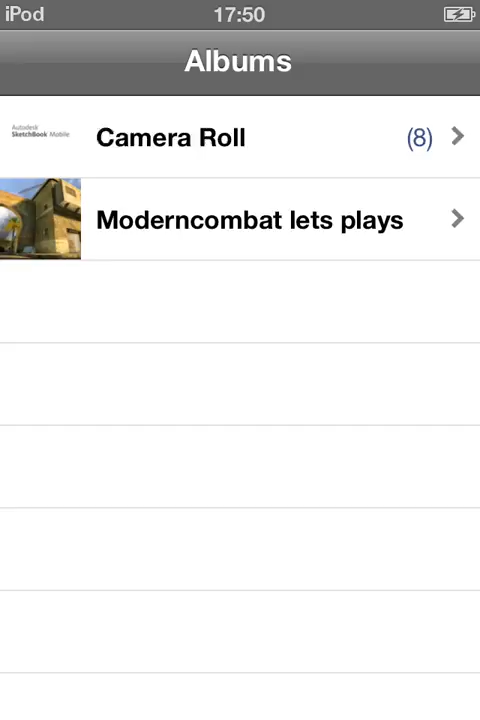 iPod 17:50
Albums
Autodesk
SketchBook Mobile
Camera Roll (8)
Moderncombat lets plays